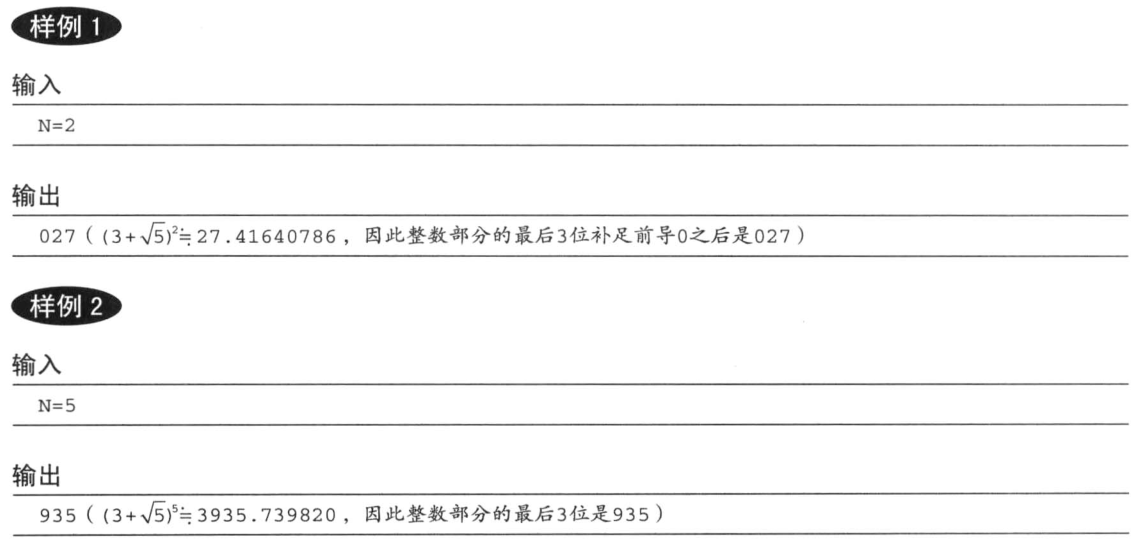 样例 1
输入
N=2
输出
027 ( (3+√5)²≒27.41640786 , 因此整数部分的最后3位补足前导0之后是027 )
样例 2
输入
N=5
输出
935 ( (3+√5)⁵≒3935.739820 , 因此整数部分的最后3位是935 )